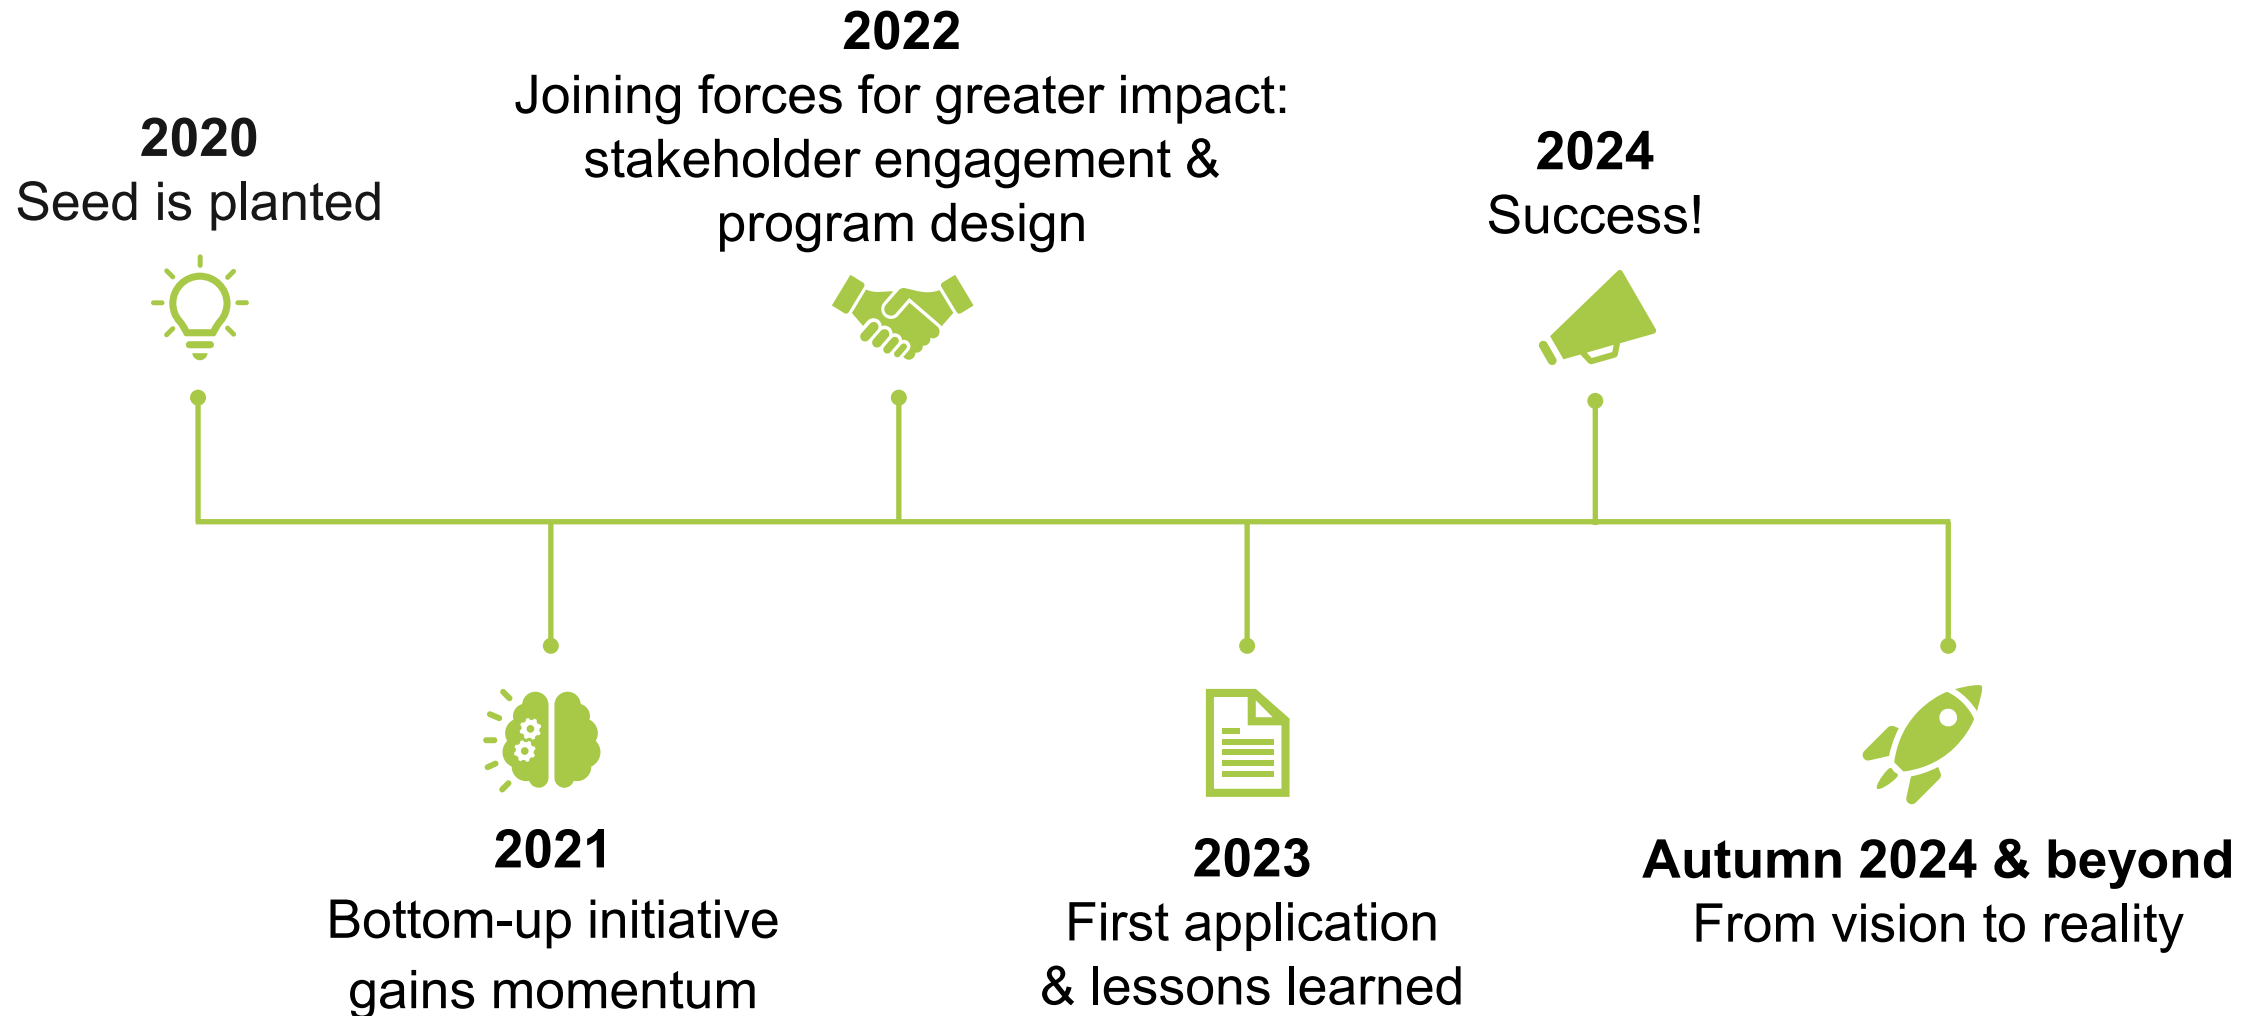 2020
Seed is planted
2021
Bottom-up initiative
gains momentum
2022
Joining forces for greater impact:
stakeholder engagement &
program design
2023
First application
& lessons learned
2024
Success!
Autumn 2024 & beyond
From vision to reality